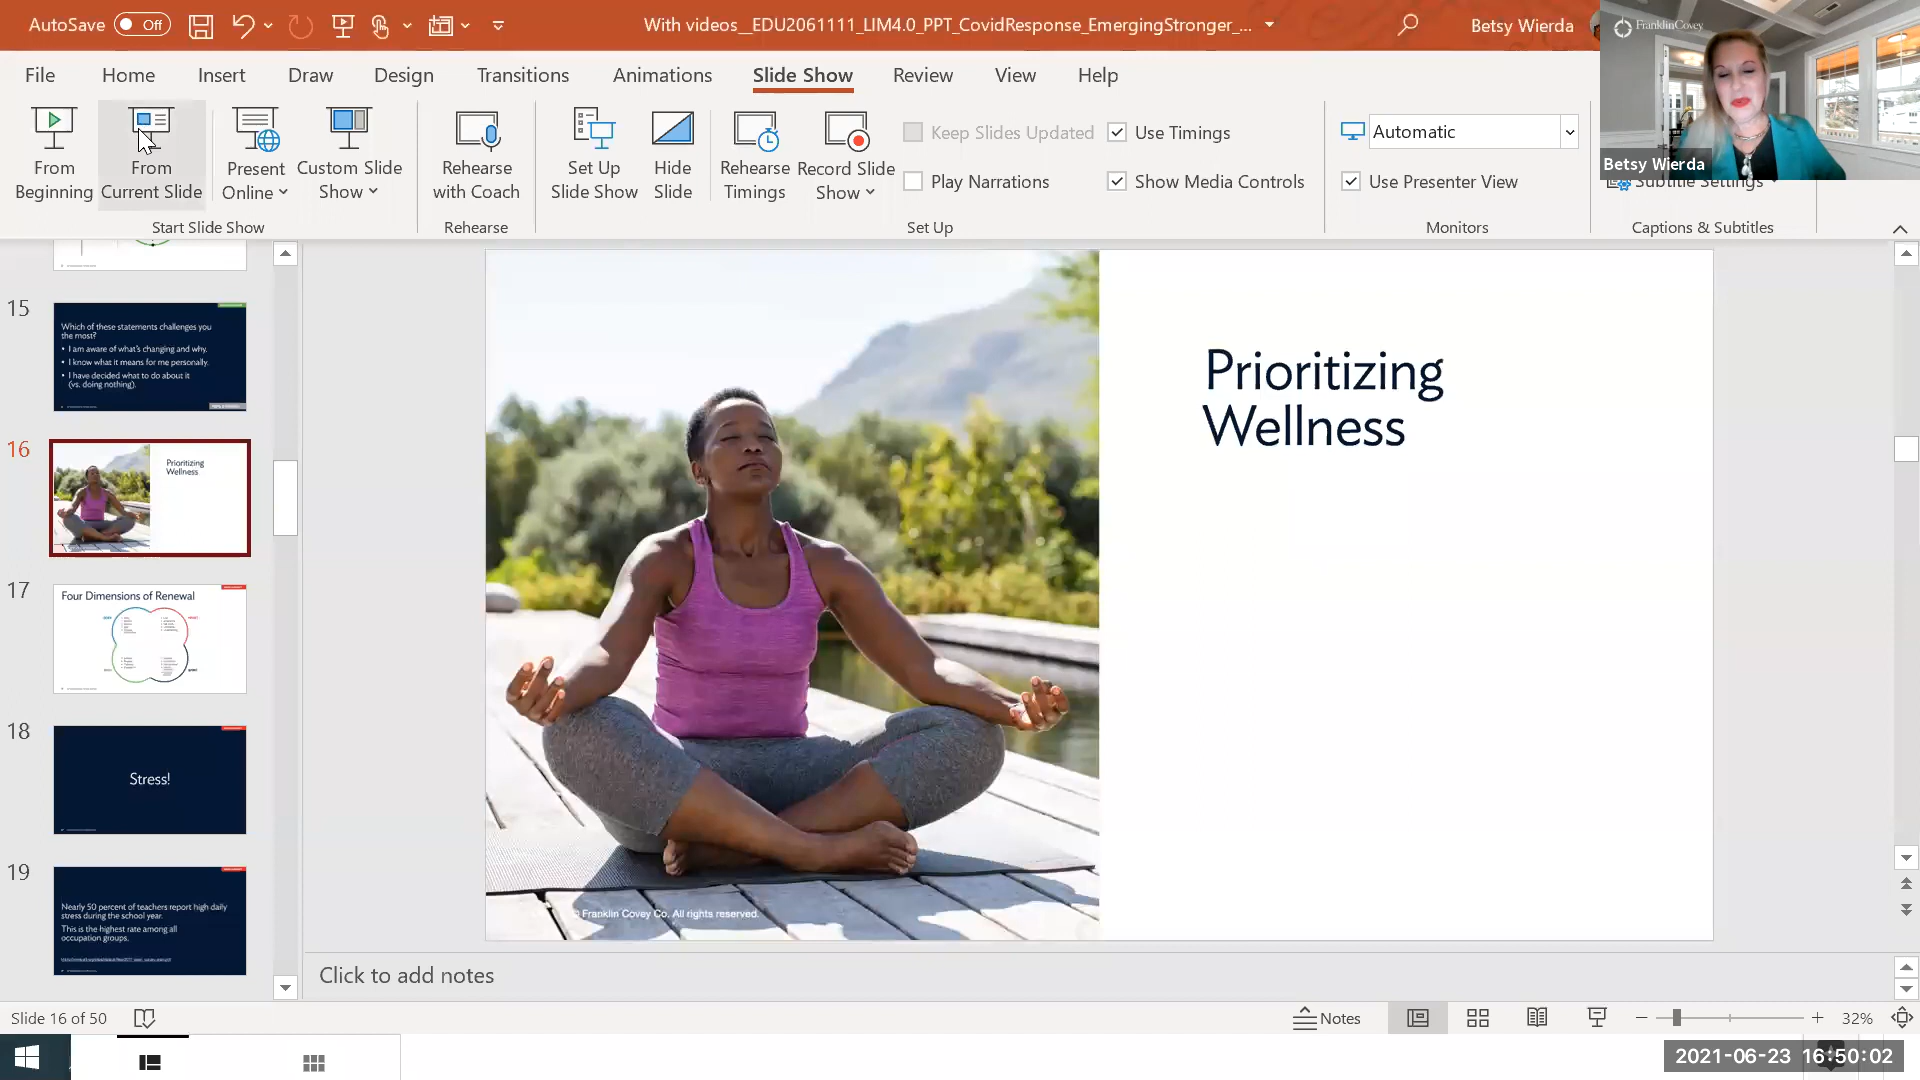 AutoSave Off
With videos__EDU2061111_LIM4.0_PPT_CovidResponse_EmergingStronger_...
Betsy Wierda
FranklinCovey
File Home Insert Draw Design Transitions Animations Slide Show Review View Help
From Beginning
From Current Slide
Present Online
Custom Slide Show
Start Slide Show
Rehearse with Coach
Rehearse
Set Up Slide Show
Hide Slide
Rehearse Timings
Record Slide Show
Keep Slides Updated
Use Timings
Play Narrations
Show Media Controls
Set Up
Automatic
Use Presenter View
Monitors
Betsy Wierda
Subtitle Settings
Captions & Subtitles
15
Which of these statements challenges you
the most?
• I am aware of what's changing and why.
• I know what it means for me personally.
• I have decided what to do about it
(vs. doing nothing).
16
Prioritizing
Wellness
17
Four Dimensions of Renewal
18
Stress!
19
Nearly 50 percent of teachers report high daily
stress during the school year.
This is the highest rate among all
occupation groups.
Prioritizing
Wellness
© Franklin Covey Co. All rights reserved.
Click to add notes
Slide 16 of 50
Notes
32%
2021-06-23 16:50:02